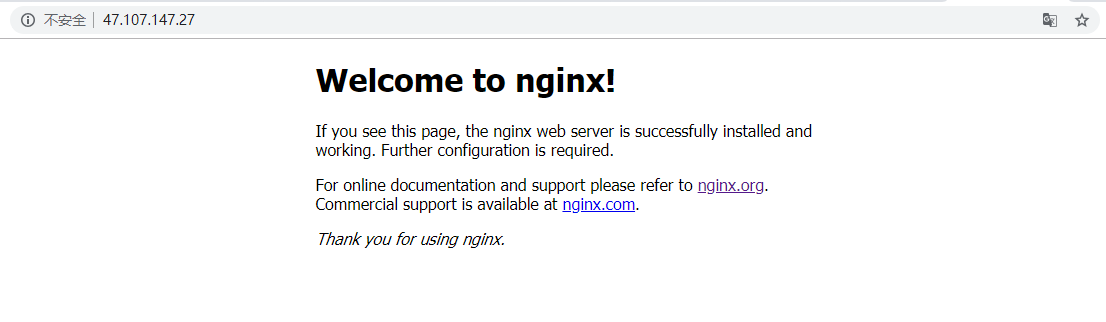 不安全 47.107.147.27
Welcome to nginx!
If you see this page, the nginx web server is successfully installed and
working. Further configuration is required.
For online documentation and support please refer to nginx.org.
Commercial support is available at nginx.com.
Thank you for using nginx.